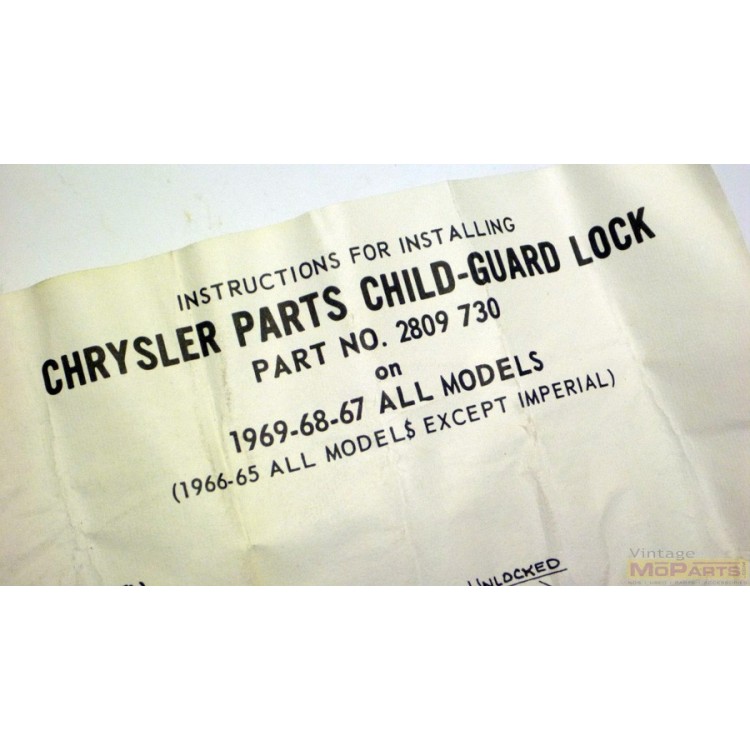 INSTRUCTIONS FOR INSTALLING
CHRYSLER PARTS CHILD-GUARD LOCK
PART NO. 2809 730
on
1969-68-67 ALL MODELS
(1966-65 ALL MODEL$ EXCEPT IMPERIAL)
UNLOCKED
Vintage
MOPARTS